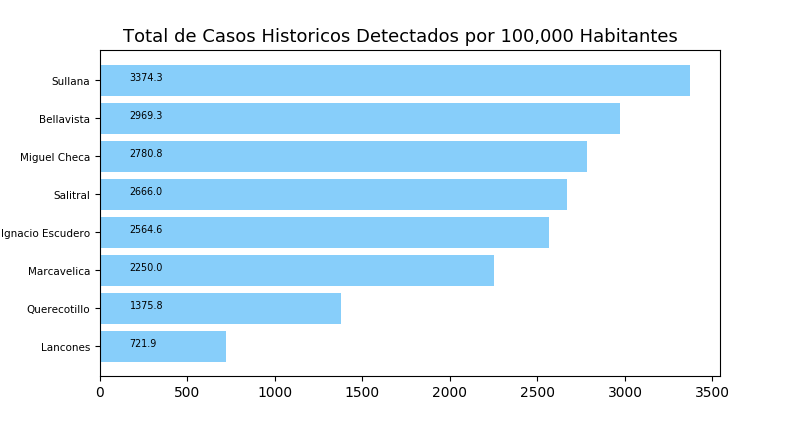 Total de Casos Historicos Detectados por 100,000 Habitantes
Sullana 3374.3
Bellavista 2969.3
Miguel Checa 2780.8
Salitral 2666.0
Ignacio Escudero 2564.6
Marcavelica 2250.0
Querecotillo 1375.8
Lancones 721.9
0 500 1000 1500 2000 2500 3000 3500